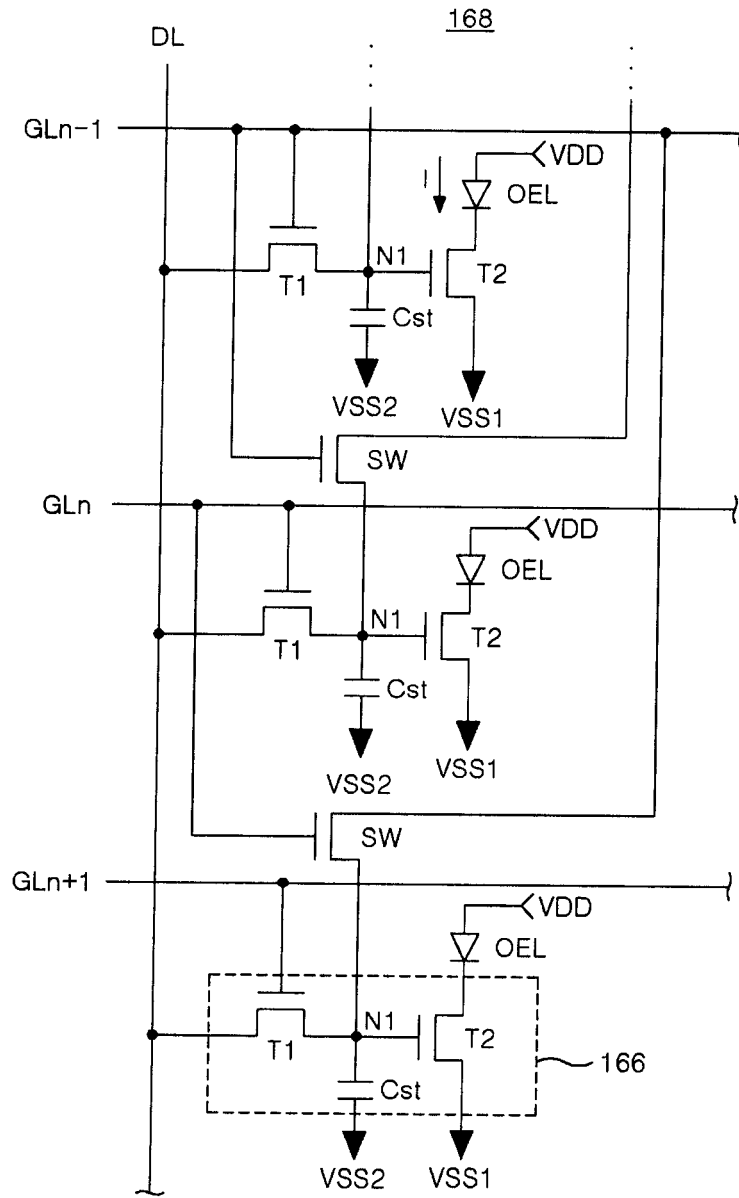 168
DL
GLn-1
VDD
I
OEL
N1
T2
T1
Cst
VSS2
VSS1
SW
GLn
VDD
OEL
N1
T2
T1
Cst
VSS1
VSS2
SW
GLn+1
VDD
OEL
N1
T2
T1
166
Cst
VSS2
VSS1